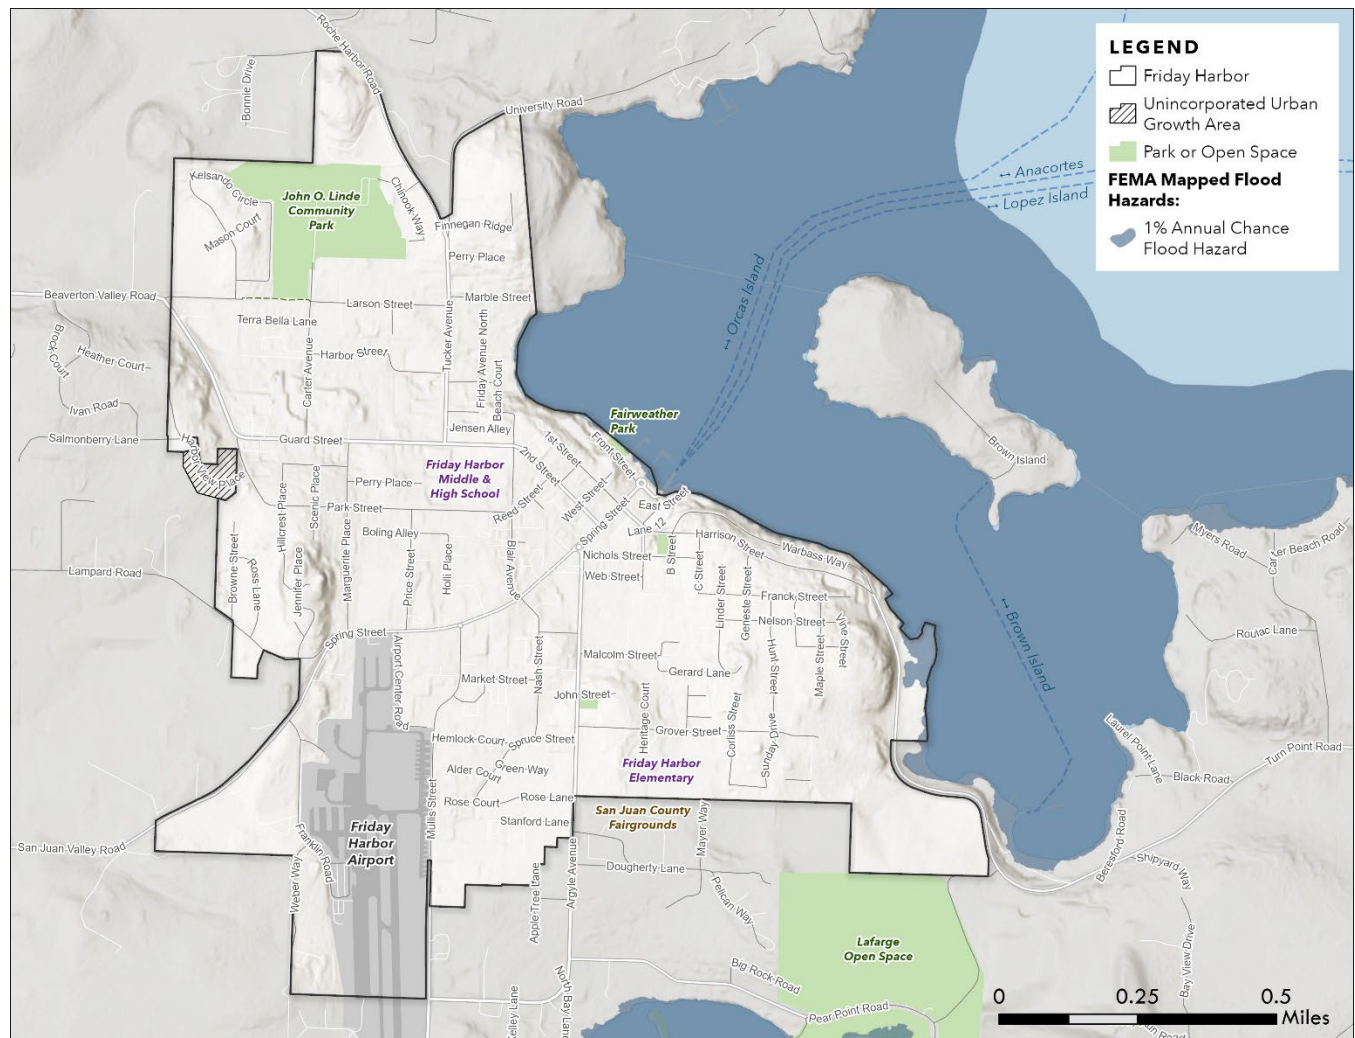 LEGEND
Friday Harbor
Unincorporated Urban
Growth Area
Park or Open Space
FEMA Mapped Flood
Hazards:
1% Annual Chance
Flood Hazard
Roche Harbor Road
Bonnie Drive
University Road
↔ Anacortes
↔ Lopez Island
Kelsando Circle
John O. Linde
Community
Park
Chinook Way
Mason Court
Finnegan Ridge
Perry Place
↔ Orcas Island
Beaverton Valley Road
Larson Street
Marble Street
Terra Bella Lane
Tucker Avenue
Friday Avenue North
Brock Court
Heather Court
Harbor Street
Carter Avenue
Beach Court
Ivan Road
Fairweather
Park
Jensen Alley
Salmonberry Lane
Guard Street
1st Street
Front Street
Brown Island
Harbor View Place
Friday Harbor
Middle &
High School
2nd Street
Perry Place
Hillcrest Place
Scenic Place
West Street
Reed Street
East Street
Park Street
Spring Street
Lane 12
Boling Alley
Harrison Street
Warbass Way
Myers Road
Carter Beach Road
Nichols Street
B Street
Lampard Road
Browne Street
Ross Lane
Jennifer Place
Marguerite Place
Price Street
Holli Place
Blair Avenue
Web Street
C Street
Linder Street
Geneste Street
Franck Street
Nelson Street
↔ Brown Island
Roulac Lane
Spring Street
Airport Center Road
Nash Street
Malcolm Street
Hunt Street
Maple Street
Vine Street
Market Street
Gerard Lane
John Street
Heritage Court
Corliss Street
Grover Street
Sunday Drive
Hemlock Court
Spruce Street
Laurel Point Lane
Turn Point Road
Alder Court
Green Way
Friday Harbor
Elementary
Black Road
Rose Court
Rose Lane
Mullis Street
San Juan County
Fairgrounds
Stanford Lane
Mayer Way
Friday
Harbor
Airport
San Juan Valley Road
Franklin Road
Weber Way
Argyle Avenue
Dougherty Lane
Beresford Road
Shipyard Way
Apple Tree Lane
Pelican Way
Lafarge
Open Space
Bay View Drive
Big Rock Road
North Bay Lane
Kelley Lane
Pear Point Road
0
0.25
0.5
Miles